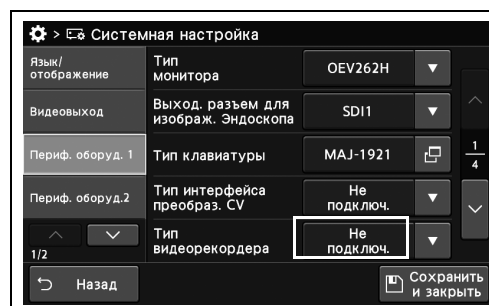 > Системная настройка
Язык/
отображение
Тип
монитора
OEV262H
Видеовыход
Выход. разъем для
изображ. Эндоскопа
SDI1
Периф. оборуд. 1
Тип клавиатуры
MAJ-1921
1
4
Периф. оборуд.2
Тип интерфейса
преобраз. CV
Не
подключ.
1/2
Тип
видеорекордера
Не
подключ.
Назад
Сохранить
и закрыть